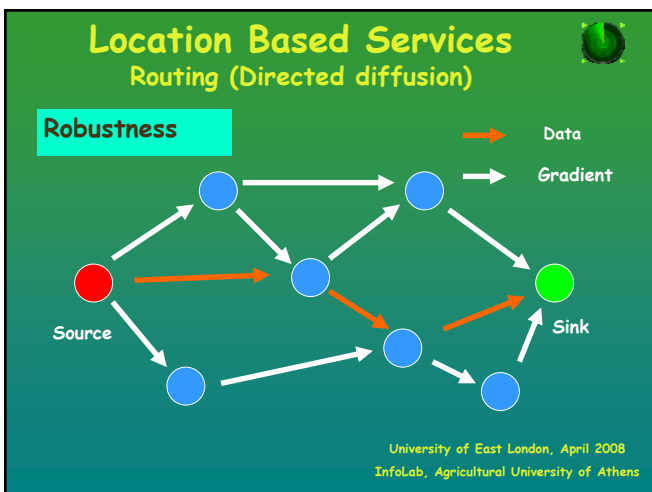 Location Based Services
Routing (Directed diffusion)
Robustness
Data
Gradient
Source
Sink
University of East London, April 2008
InfoLab, Agricultural University of Athens